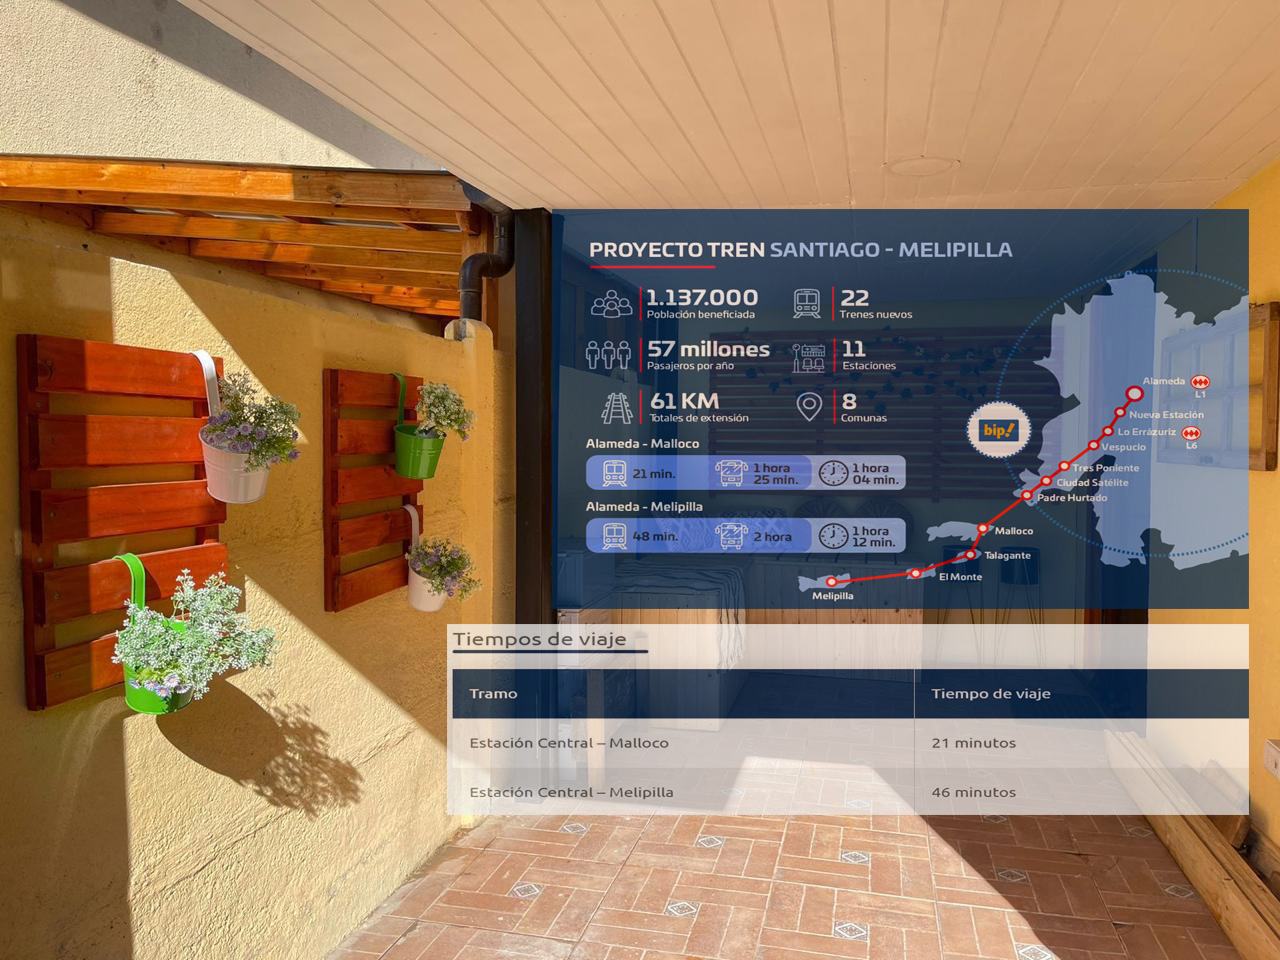 PROYECTO TREN SANTIAGO - MELIPILLA
1.137.000
Población beneficiada
22
Trenes nuevos
57 millones
Pasajeros por año
11
Estaciones
61 KM
Totales de extensión
8
Comunas
Alameda - Malloco
21 min.
1 hora
25 min.
1 hora
04 min.
Alameda - Melipilla
48 min.
2 hora
1 hora
12 min.
bip!
Alameda
L1
Nueva Estación
Lo Errázuriz
L6
Vespucio
Tres Poniente
Ciudad Satélite
Padre Hurtado
Malloco
Talagante
El Monte
Melipilla
Tiempos de viaje
Tramo Tiempo de viaje
Estación Central – Malloco 21 minutos
Estación Central – Melipilla 46 minutos